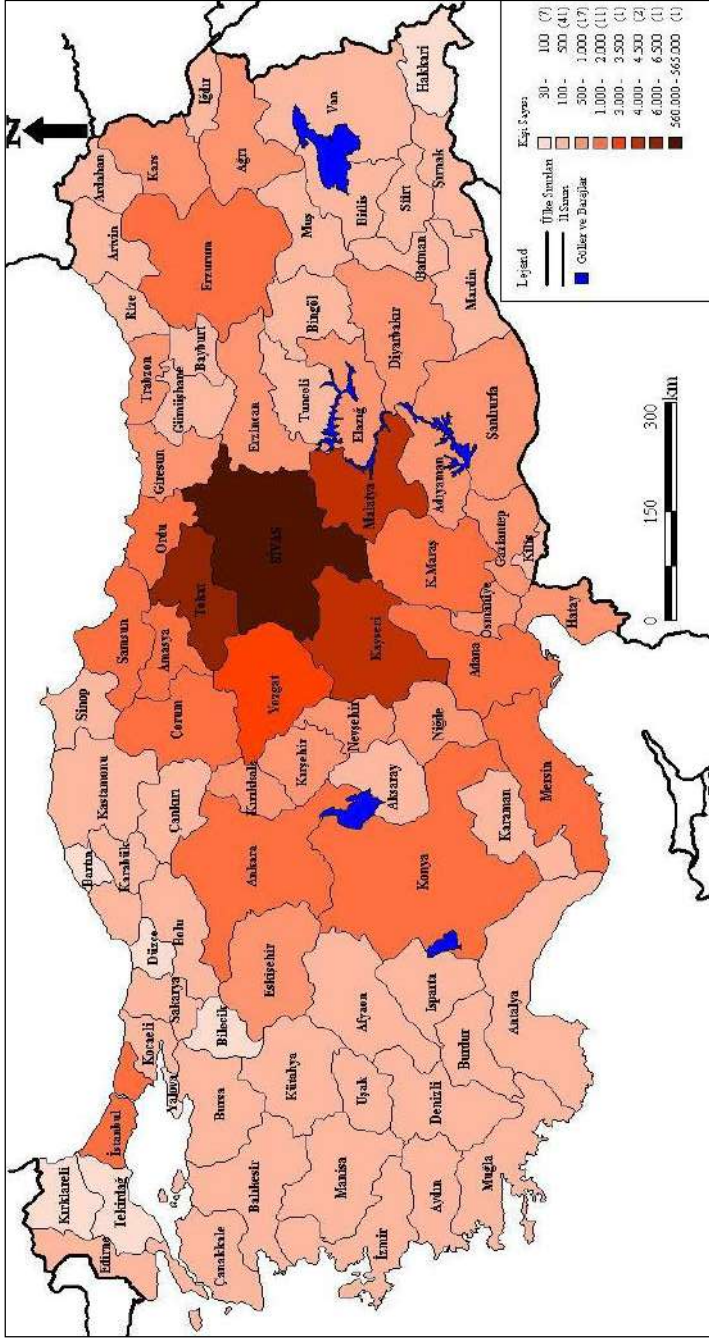 Z
Kırklareli
Edirne
Tekirdağ
İstanbul
Kocaeli
Yalova
Sakarya
Düzce
Bolu
Bilecik
Bursa
Çanakkale
Balıkesir
Kütahya
Eskişehir
Manisa
Uşak
Afyon
İzmir
Aydın
Denizli
Muğla
Burdur
Isparta
Antalya
Bartın
Karabük
Kastamonu
Sinop
Çankırı
Ankara
Kırıkkale
Kırşehir
Konya
Aksaray
Karaman
Mersin
Niğde
Nevşehir
Çorum
Samsun
Amasya
Yozgat
Tokat
Ordu
SİVAS
Kayseri
Adana
Osmaniye
Hatay
K.Maraş
Gaziantep
Kilis
Malatya
Adıyaman
Şanlıurfa
Giresun
Gümüşhane
Trabzon
Bayburt
Rize
Artvin
Ardahan
Kars
Iğdır
Ağrı
Erzurum
Erzincan
Tunceli
Elazığ
Bingöl
Muş
Diyarbakır
Mardin
Batman
Siirt
Bitlis
Van
Şırnak
Hakkari
0 150 300
km
Lejand
Ülke Sınırları
İl Sınırı
Göller ve Barajlar
Kişi Sayısı
30 - 100 (7)
100 - 500 (41)
500 - 1.000 (17)
1.000 - 2.000 (11)
3.000 - 3.500 (1)
4.000 - 4.500 (2)
6.000 - 6.500 (1)
560.000 - 565.000 (1)